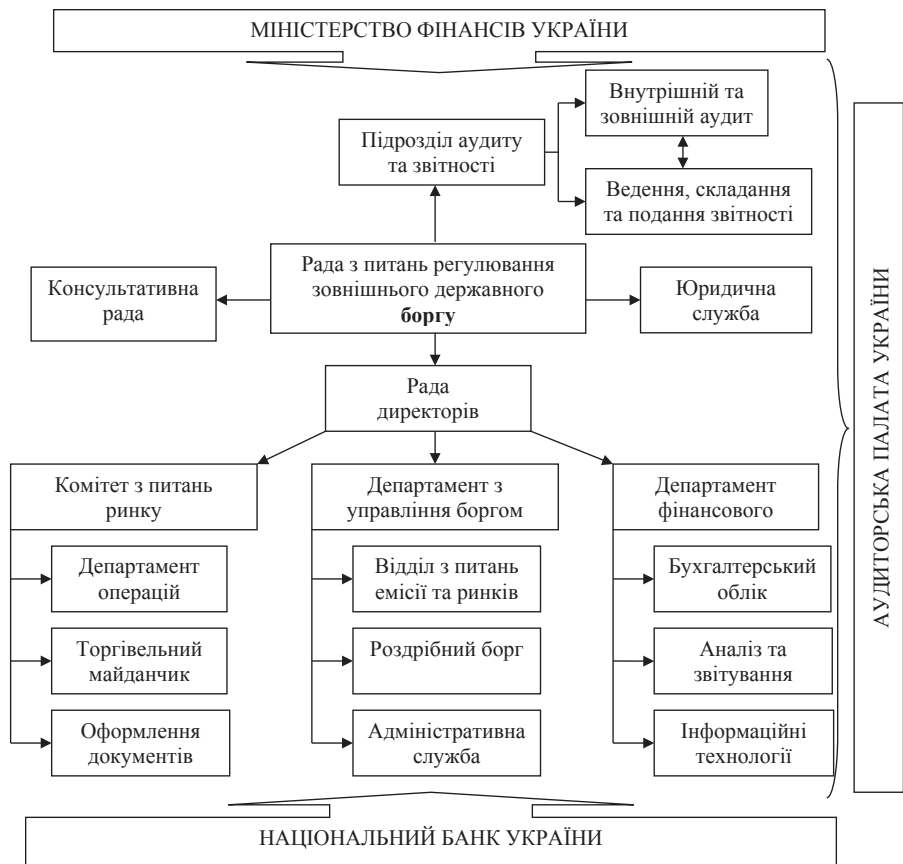 МІНІСТЕРСТВО ФІНАНСІВ УКРАЇНИ
Внутрішній та
зовнішній аудит
Підрозділ аудиту
та звітності
Ведення, складання
та подання звітності
Консультативна
рада
Рада з питань регулювання
зовнішнього державного
боргу
Юридична
служба
Рада
директорів
Комітет з питань
ринку
Департамент з
управління боргом
Департамент
фінансового
Департамент
операцій
Відділ з питань
емісії та ринків
Бухгалтерський
облік
Торгівельний
майданчик
Роздрібний борг
Аналіз та
звітування
Оформлення
документів
Адміністративна
служба
Інформаційні
технології
АУДИТОРСЬКА ПАЛАТА УКРАЇНИ
НАЦІОНАЛЬНИЙ БАНК УКРАЇНИ